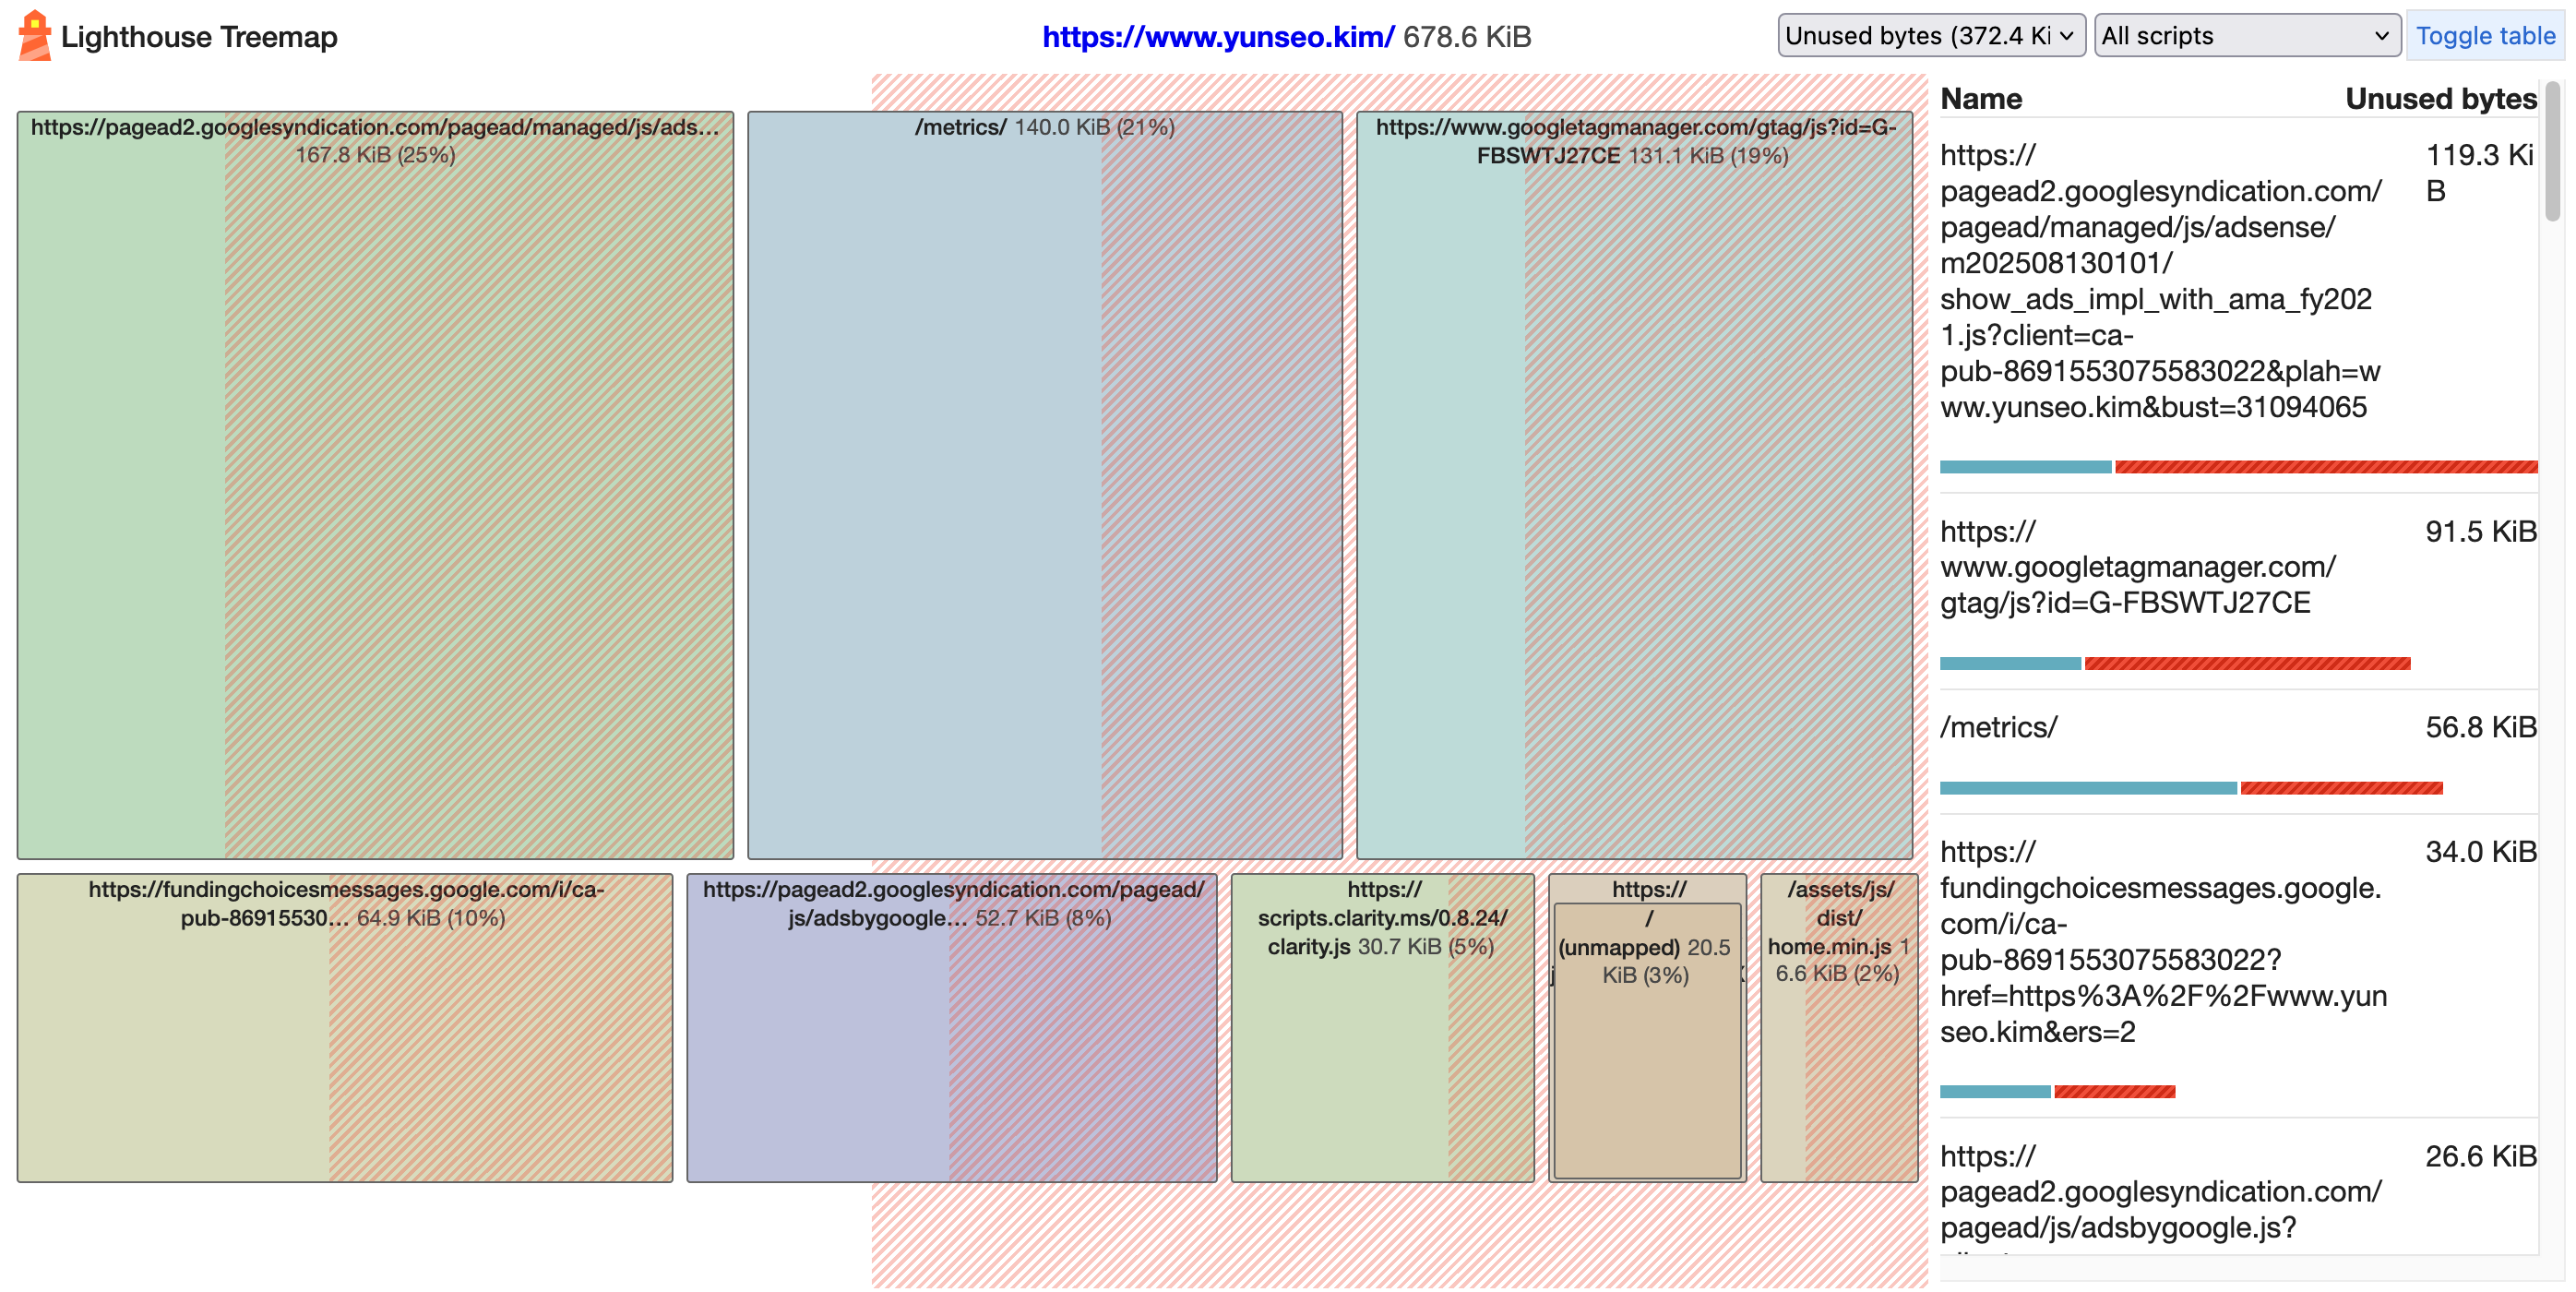 Lighthouse Treemap
https://www.yunseo.kim/ 678.6 KiB
Unused bytes (372.4 Ki
All scripts
Toggle table
https://pagead2.googlesyndication.com/pagead/managed/js/ads…
167.8 KiB (25%)
/metrics/ 140.0 KiB (21%)
https://www.googletagmanager.com/gtag/js?id=G-
FBSWTJ27CE 131.1 KiB (19%)
https://fundingchoicesmessages.google.com/i/ca-
pub-86915530… 64.9 KiB (10%)
https://pagead2.googlesyndication.com/pagead/
js/adsbygoogle… 52.7 KiB (8%)
https://
scripts.clarity.ms/0.8.24/
clarity.js 30.7 KiB (5%)
https://
/
(unmapped) 20.5
KiB (3%)
/assets/js/
dist/
home.min.js 1
6.6 KiB (2%)
Name
Unused bytes
https://
pagead2.googlesyndication.com/
pagead/managed/js/adsense/
m202508130101/
show_ads_impl_with_ama_fy202
1.js?client=ca-
pub-8691553075583022&plah=w
ww.yunseo.kim&bust=31094065
119.3 Ki
B
https://
www.googletagmanager.com/
gtag/js?id=G-FBSWTJ27CE
91.5 KiB
/metrics/
56.8 KiB
https://
fundingchoicesmessages.google.
com/i/ca-
pub-8691553075583022?
href=https%3A%2F%2Fwww.yun
seo.kim&ers=2
34.0 KiB
https://
pagead2.googlesyndication.com/
pagead/js/adsbygoogle.js?
26.6 KiB